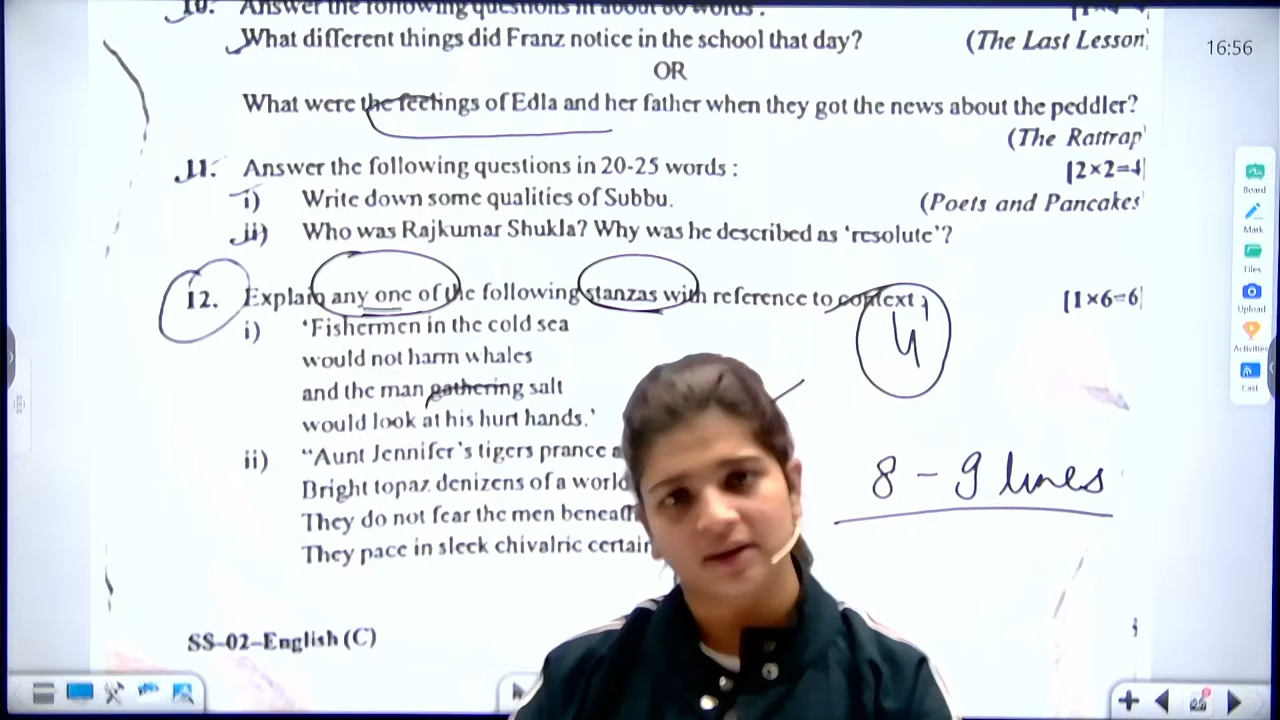 10. Answer the following questions in about 60 words :
What different things did Franz notice in the school that day? (The Last Lesson
OR
What were the feelings of Edla and her father when they got the news about the peddler?
(The Rattrap
11. Answer the following questions in 20-25 words : [2×2=4
i) Write down some qualities of Subbu. (Poets and Pancakes
ii) Who was Rajkumar Shukla? Why was he described as 'resolute'?
12. Explain any one of the following stanzas with reference to context : [1×6=6
i) 'Fishermen in the cold sea
would not harm whales
and the man gathering salt
would look at his hurt hands.'
ii) "Aunt Jennifer's tigers prance a
Bright topaz denizens of a world
They do not fear the men beneath
They pace in sleek chivalric certain
SS-02-English (C)
4
8 - 9 lines
16:56
Board
Mark
Files
Upload
Activities
Cast